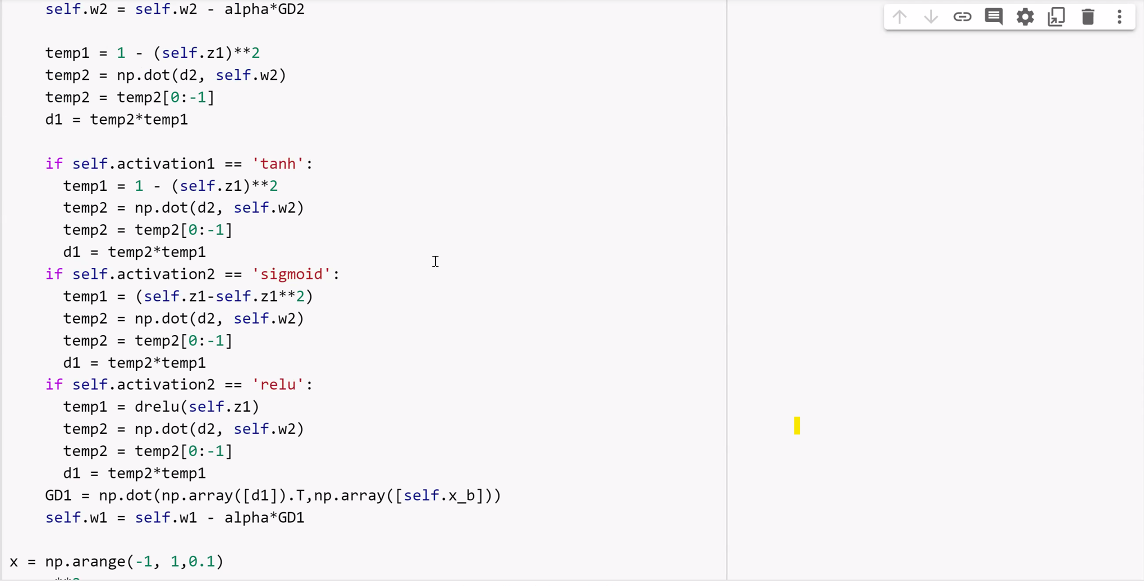 self.w2 = self.w2 - alpha*GD2
temp1 = 1 - (self.z1)**2
temp2 = np.dot(d2, self.w2)
temp2 = temp2[0:-1]
d1 = temp2*temp1
if self.activation1 == 'tanh':
temp1 = 1 - (self.z1)**2
temp2 = np.dot(d2, self.w2)
temp2 = temp2[0:-1]
d1 = temp2*temp1
if self.activation2 == 'sigmoid':
temp1 = (self.z1-self.z1**2)
temp2 = np.dot(d2, self.w2)
temp2 = temp2[0:-1]
d1 = temp2*temp1
if self.activation2 == 'relu':
temp1 = drelu(self.z1)
temp2 = np.dot(d2, self.w2)
temp2 = temp2[0:-1]
d1 = temp2*temp1
GD1 = np.dot(np.array([d1]).T,np.array([self.x_b]))
self.w1 = self.w1 - alpha*GD1
x = np.arange(-1, 1,0.1)